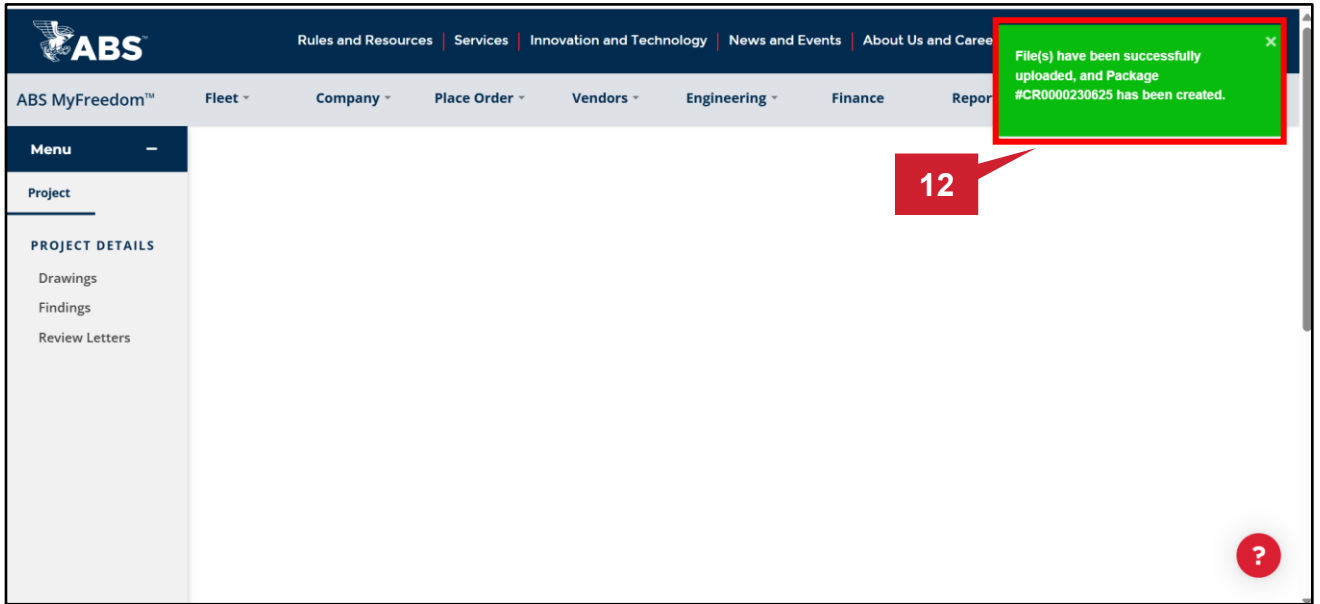 ABS™
Rules and Resources | Services | Innovation and Technology | News and Events | About Us and Caree
File(s) have been successfully
uploaded, and Package
#CR0000230625 has been created.
×
ABS MyFreedom™ Fleet Company Place Order Vendors Engineering Finance Repor
Menu –
12
Project
PROJECT DETAILS
Drawings
Findings
Review Letters
?